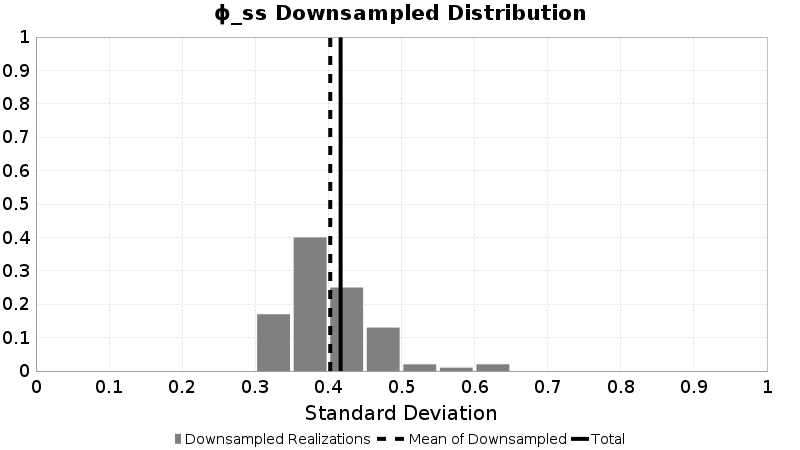 ϕ_ss Downsampled Distribution
1
0.9
0.8
0.7
0.6
0.5
0.4
0.3
0.2
0.1
0
0 0.1 0.2 0.3 0.4 0.5 0.6 0.7 0.8 0.9 1
Standard Deviation
Downsampled Realizations Mean of Downsampled Total